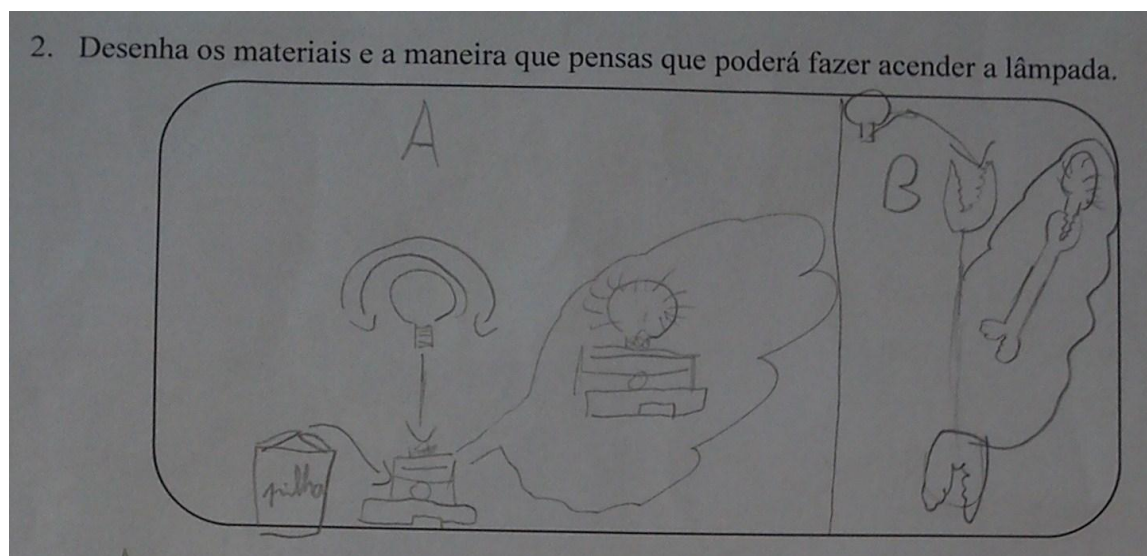 2. Desenha os materiais e a maneira que pensas que poderá fazer acender a lâmpada.
A
B
pilha